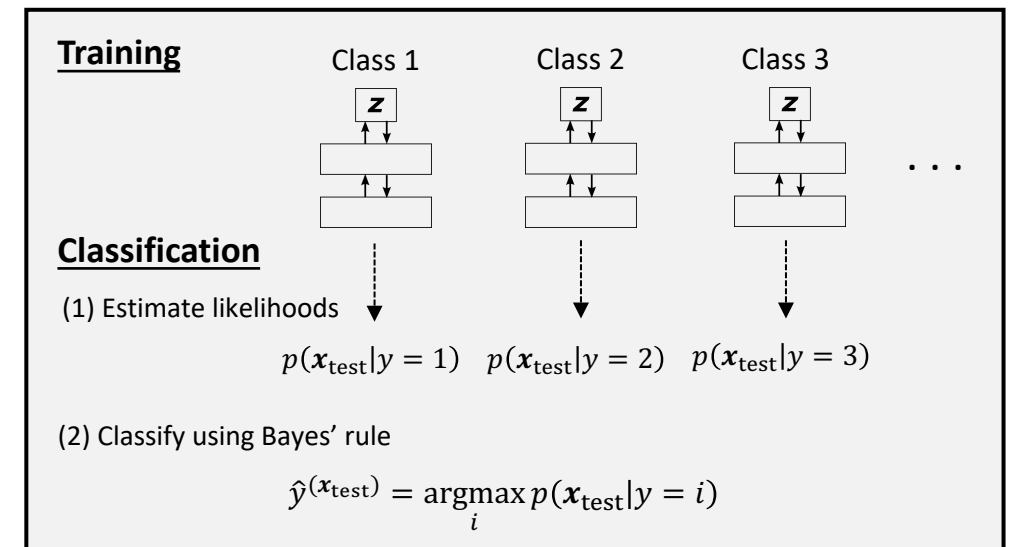 Training
Class 1 Class 2 Class 3
z z z
. . .
Classification
(1) Estimate likelihoods
p(x_test|y = 1) p(x_test|y = 2) p(x_test|y = 3)
(2) Classify using Bayes’ rule
ŷ^(x_test) = argmax p(x_test|y = i)
i